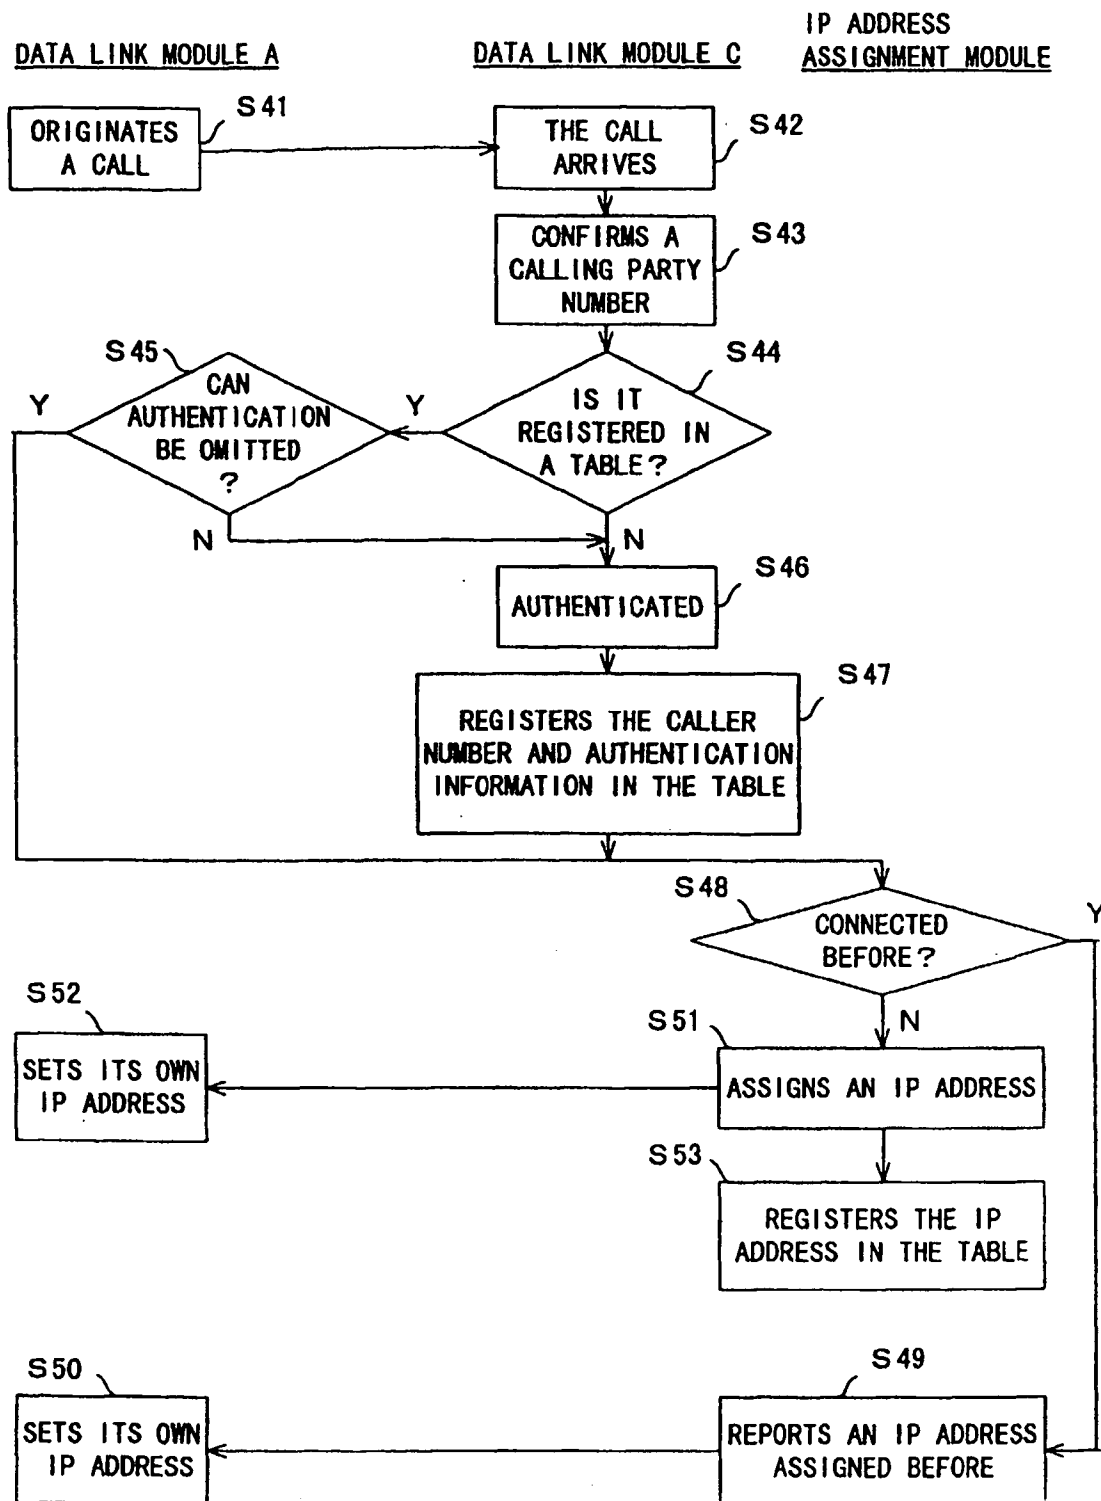 IP ADDRESS
DATA LINK MODULE A
DATA LINK MODULE C
ASSIGNMENT MODULE
S41
ORIGINATES
A CALL
S42
THE CALL
ARRIVES
S43
CONFIRMS A
CALLING PARTY
NUMBER
S45
CAN
AUTHENTICATION
BE OMITTED
?
Y
Y
N
S44
IS IT
REGISTERED IN
A TABLE?
N
S46
AUTHENTICATED
S47
REGISTERS THE CALLER
NUMBER AND AUTHENTICATION
INFORMATION IN THE TABLE
S48
CONNECTED
BEFORE?
Y
N
S52
SETS ITS OWN
IP ADDRESS
S51
ASSIGNS AN IP ADDRESS
S53
REGISTERS THE IP
ADDRESS IN THE TABLE
S50
SETS ITS OWN
IP ADDRESS
S49
REPORTS AN IP ADDRESS
ASSIGNED BEFORE